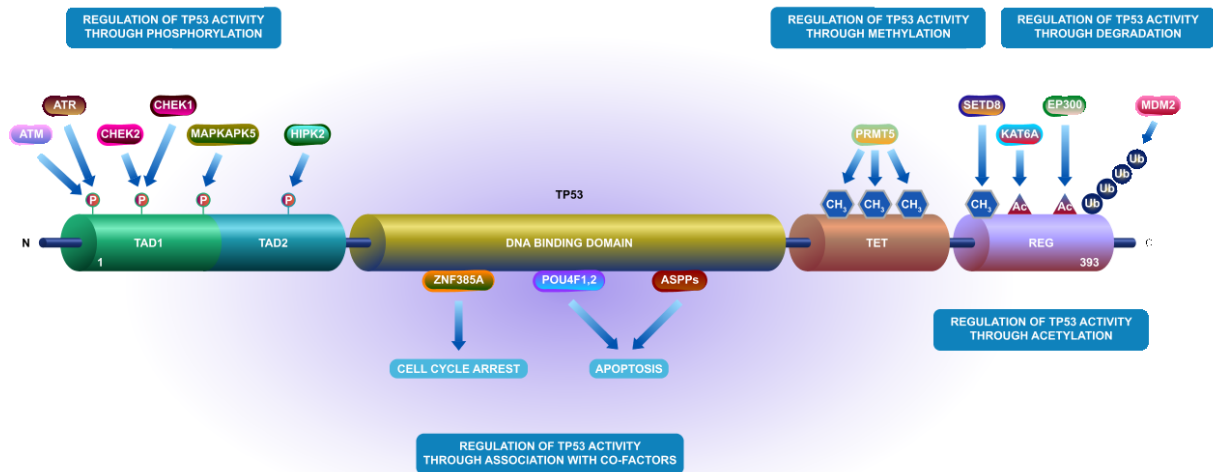 REGULATION OF TP53 ACTIVITY
THROUGH PHOSPHORYLATION
REGULATION OF TP53 ACTIVITY
THROUGH METHYLATION
REGULATION OF TP53 ACTIVITY
THROUGH DEGRADATION
ATR
CHEK1
SETD8
EP300
MDM2
ATM
CHEK2
MAPKAPK5
HIPK2
PRMT5
KAT6A
Ub
Ub
Ub
Ub
P
P
P
P
TP53
CH3
CH3
CH3
CH3
Ac
Ac
N
TAD1
TAD2
DNA BINDING DOMAIN
TET
REG
C
1
393
ZNF385A
POU4F1,2
ASPPs
REGULATION OF TP53 ACTIVITY
THROUGH ACETYLATION
CELL CYCLE ARREST
APOPTOSIS
REGULATION OF TP53 ACTIVITY
THROUGH ASSOCIATION WITH CO-FACTORS